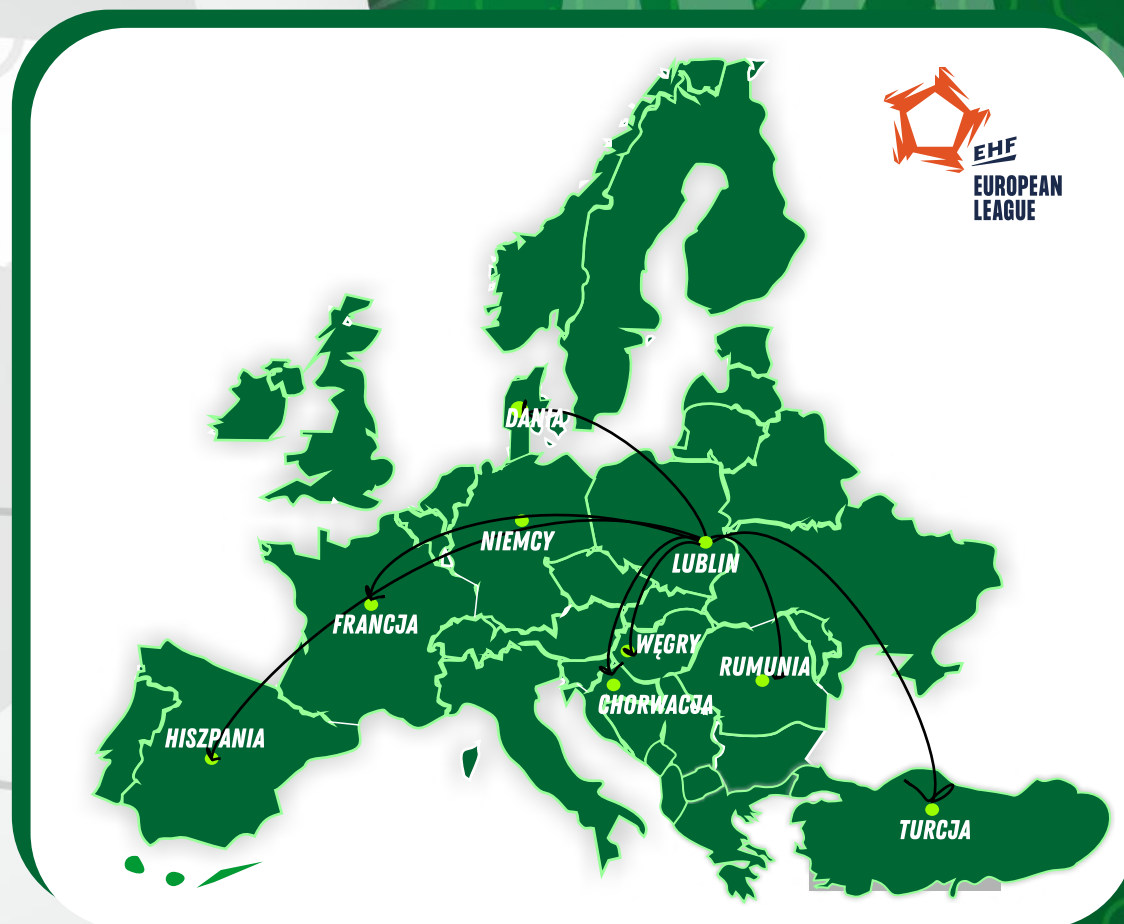 EHF
EUROPEAN
LEAGUE
DANIA
NIEMCY
LUBLIN
FRANCJA
WĘGRY
RUMUNIA
CHORWACJA
HISZPANIA
TURCJA